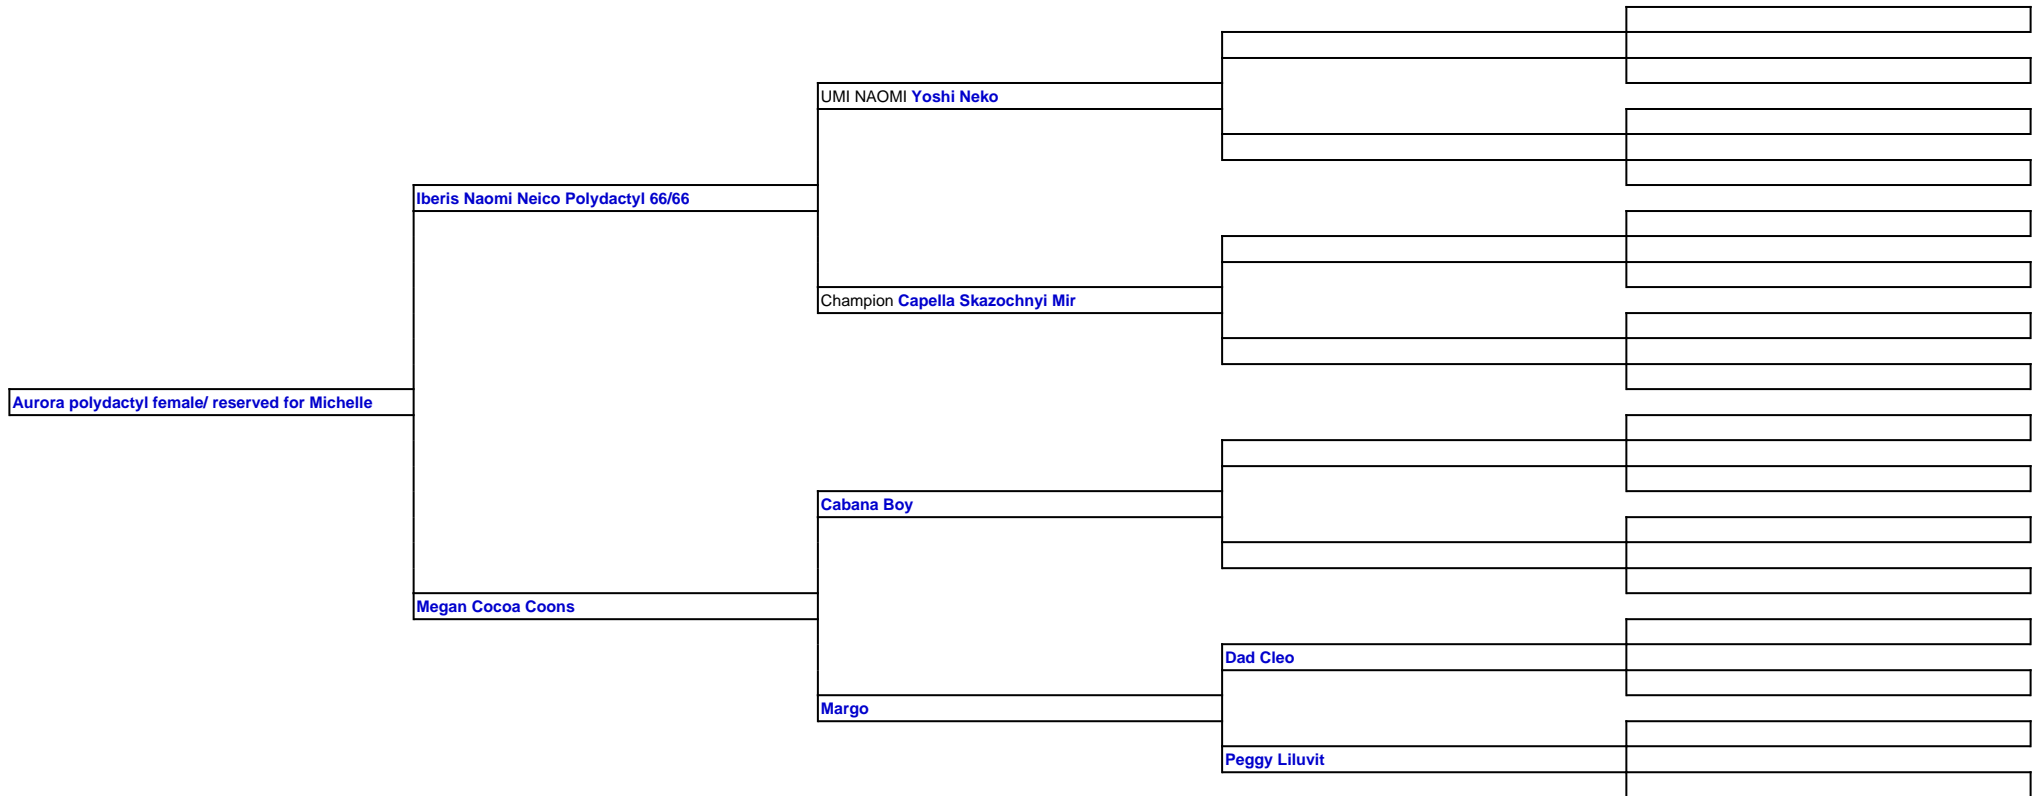 UMI NAOMI Yoshi Neko
Iberis Naomi Neico Polydactyl 66/66
Champion Capella Skazochnyi Mir
Aurora polydactyl female/ reserved for Michelle
Cabana Boy
Megan Cocoa Coons
Dad Cleo
Margo
Peggy Liluvit